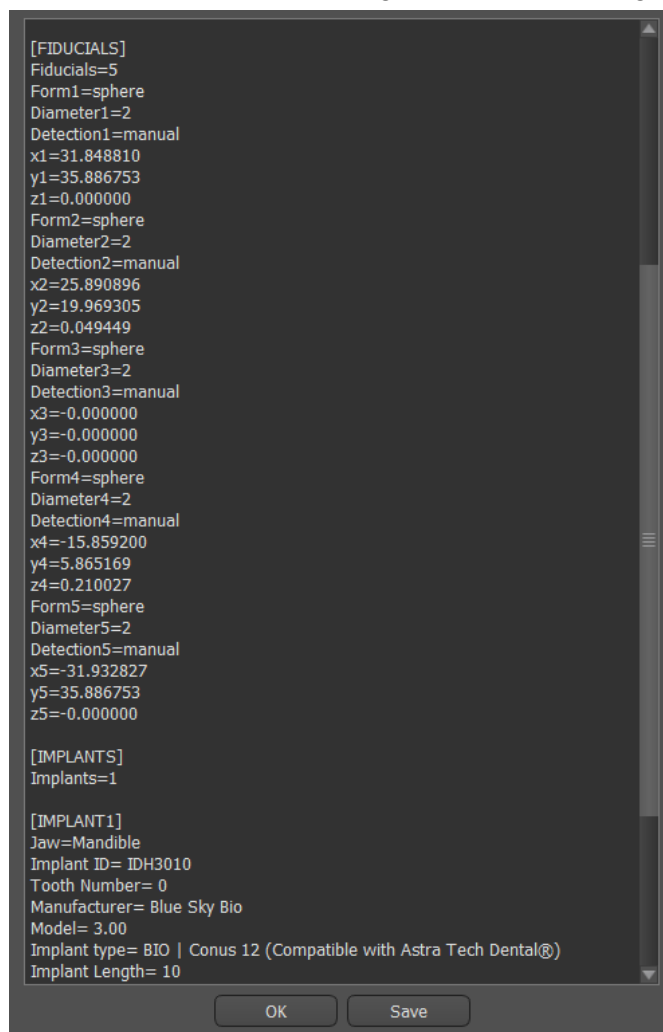 [FIDUCIALS]
Fiducials=5
Form1=sphere
Diameter1=2
Detection1=manual
x1=31.848810
y1=35.886753
z1=0.000000
Form2=sphere
Diameter2=2
Detection2=manual
x2=25.890896
y2=19.969305
z2=0.049449
Form3=sphere
Diameter3=2
Detection3=manual
x3=-0.000000
y3=-0.000000
z3=-0.000000
Form4=sphere
Diameter4=2
Detection4=manual
x4=-15.859200
y4=5.865169
z4=0.210027
Form5=sphere
Diameter5=2
Detection5=manual
x5=-31.932827
y5=35.886753
z5=-0.000000
[IMPLANTS]
Implants=1
[IMPLANT1]
Jaw=Mandible
Implant ID= IDH3010
Tooth Number= 0
Manufacturer= Blue Sky Bio
Model= 3.00
Implant type= BIO | Conus 12 (Compatible with Astra Tech Dental®)
Implant Length= 10
OK Save